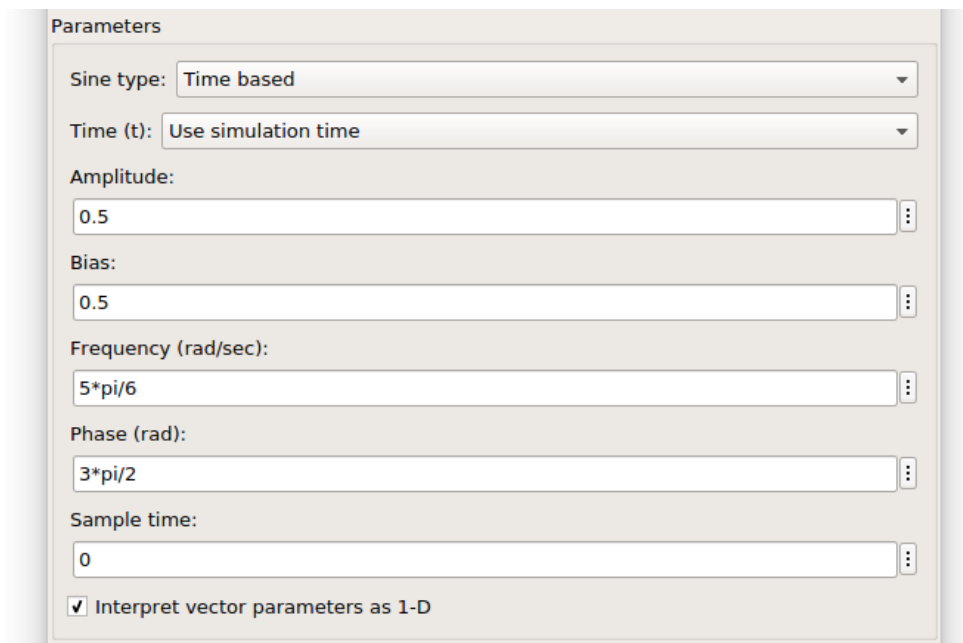 Parameters
Sine type: Time based
Time (t): Use simulation time
Amplitude:
0.5
Bias:
0.5
Frequency (rad/sec):
5*pi/6
Phase (rad):
3*pi/2
Sample time:
0
Interpret vector parameters as 1-D